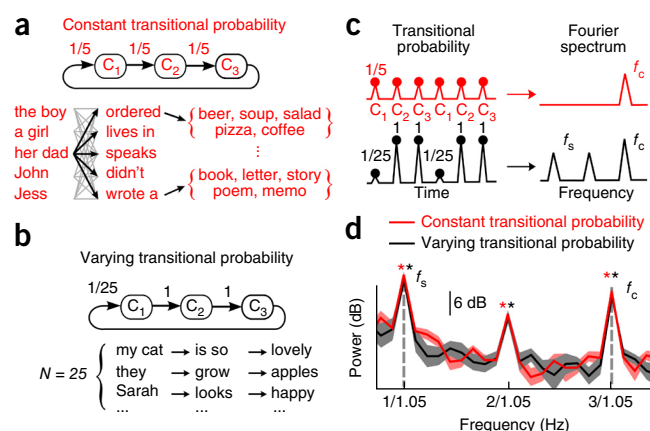 a
Constant transitional probability
1/5 1/5 1/5
C1 C2 C3
the boy ordered { beer, soup, salad
a girl lives in pizza, coffee }
her dad speaks ⋮
John didn't { book, letter, story
Jess wrote a poem, memo }
b
Varying transitional probability
1/25 1 1
C1 C2 C3
N = 25 { my cat is so lovely
they grow apples
Sarah looks happy
... ... ...
c
Transitional probability
Fourier spectrum
1/5
fc
C1 C2 C3 C1 C2 C3
1 1
1/25 1/25
fs fc
Time
Frequency
d
Constant transitional probability
Varying transitional probability
** fs
6 dB
**
** fc
Power (dB)
1/1.05 2/1.05 3/1.05
Frequency (Hz)